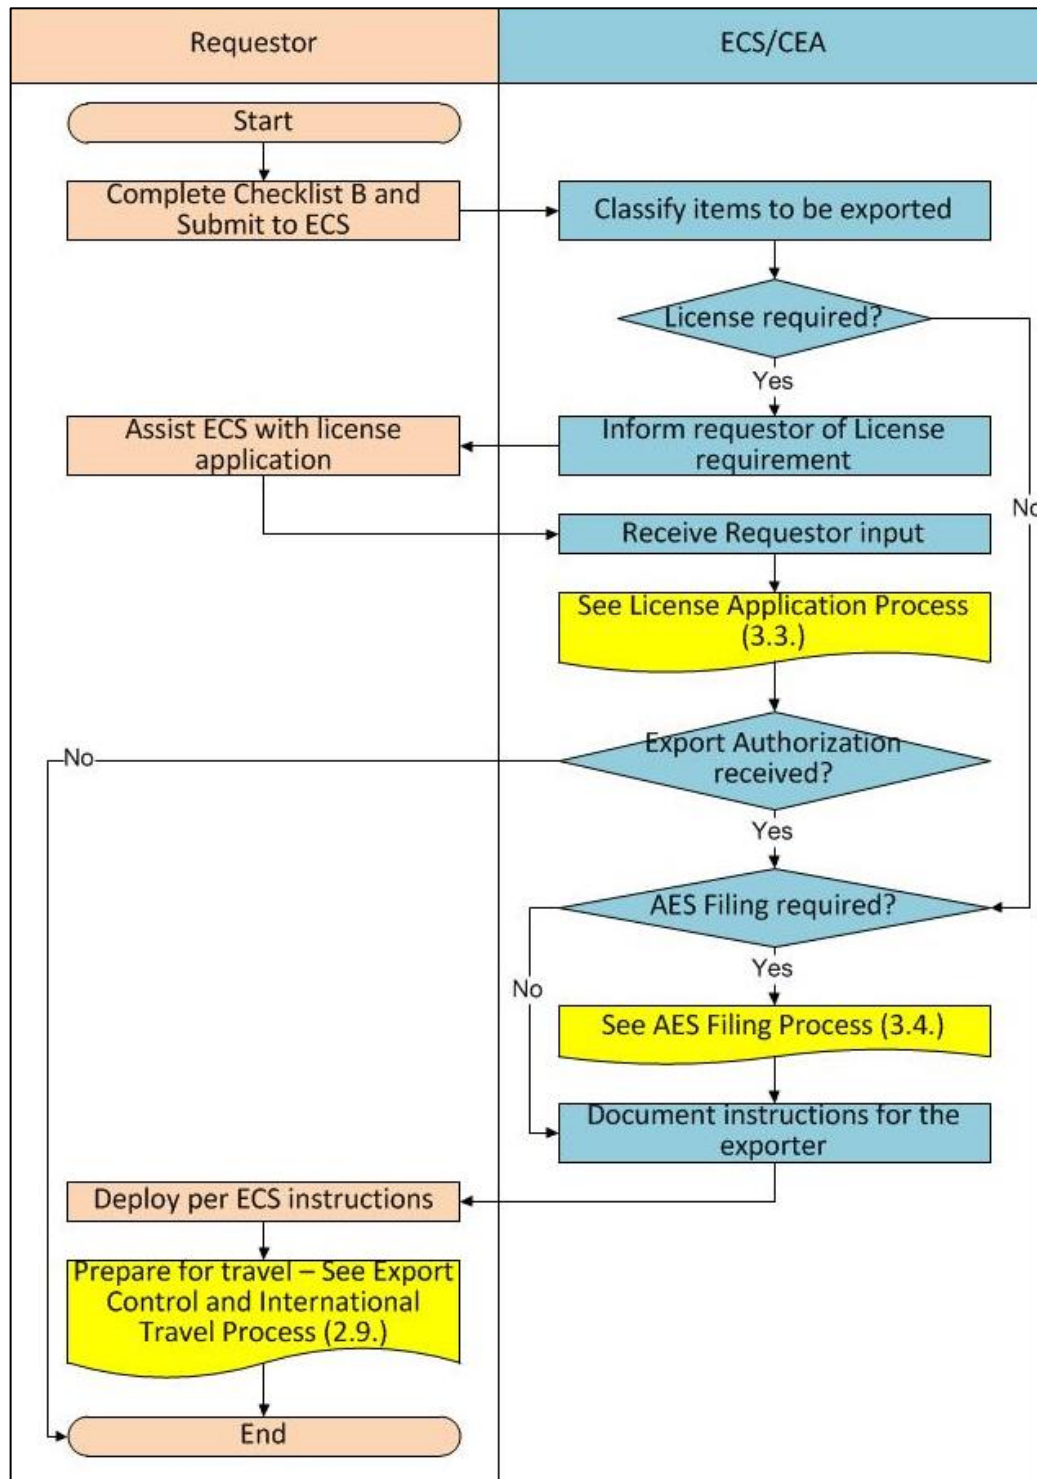 Requestor
ECS/CEA
Start
Complete Checklist B and
Submit to ECS
Classify items to be exported
License required?
Yes
Assist ECS with license
application
Inform requestor of License
requirement
No
Receive Requestor input
See License Application Process
(3.3.)
Export Authorization
received?
No
Yes
AES Filing required?
Yes
No
See AES Filing Process (3.4.)
Document instructions for the
exporter
Deploy per ECS instructions
Prepare for travel – See Export
Control and International
Travel Process (2.9.)
End